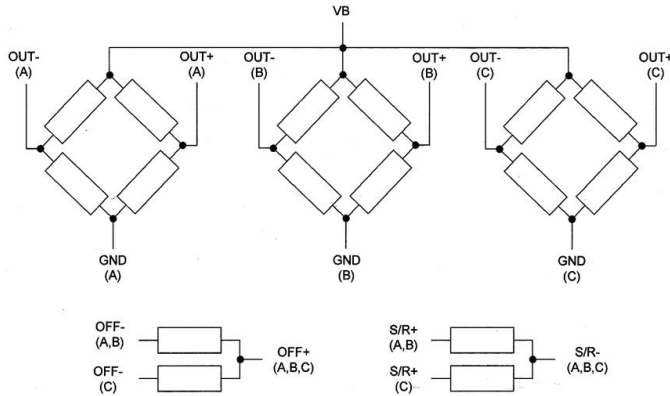 VB
OUT-
(A)
OUT+
(A)
OUT-
(B)
OUT+
(B)
OUT-
(C)
OUT+
(C)
GND
(A)
GND
(B)
GND
(C)
OFF-
(A,B)
OFF-
(C)
OFF+
(A,B,C)
S/R+
(A,B)
S/R+
(C)
S/R-
(A,B,C)